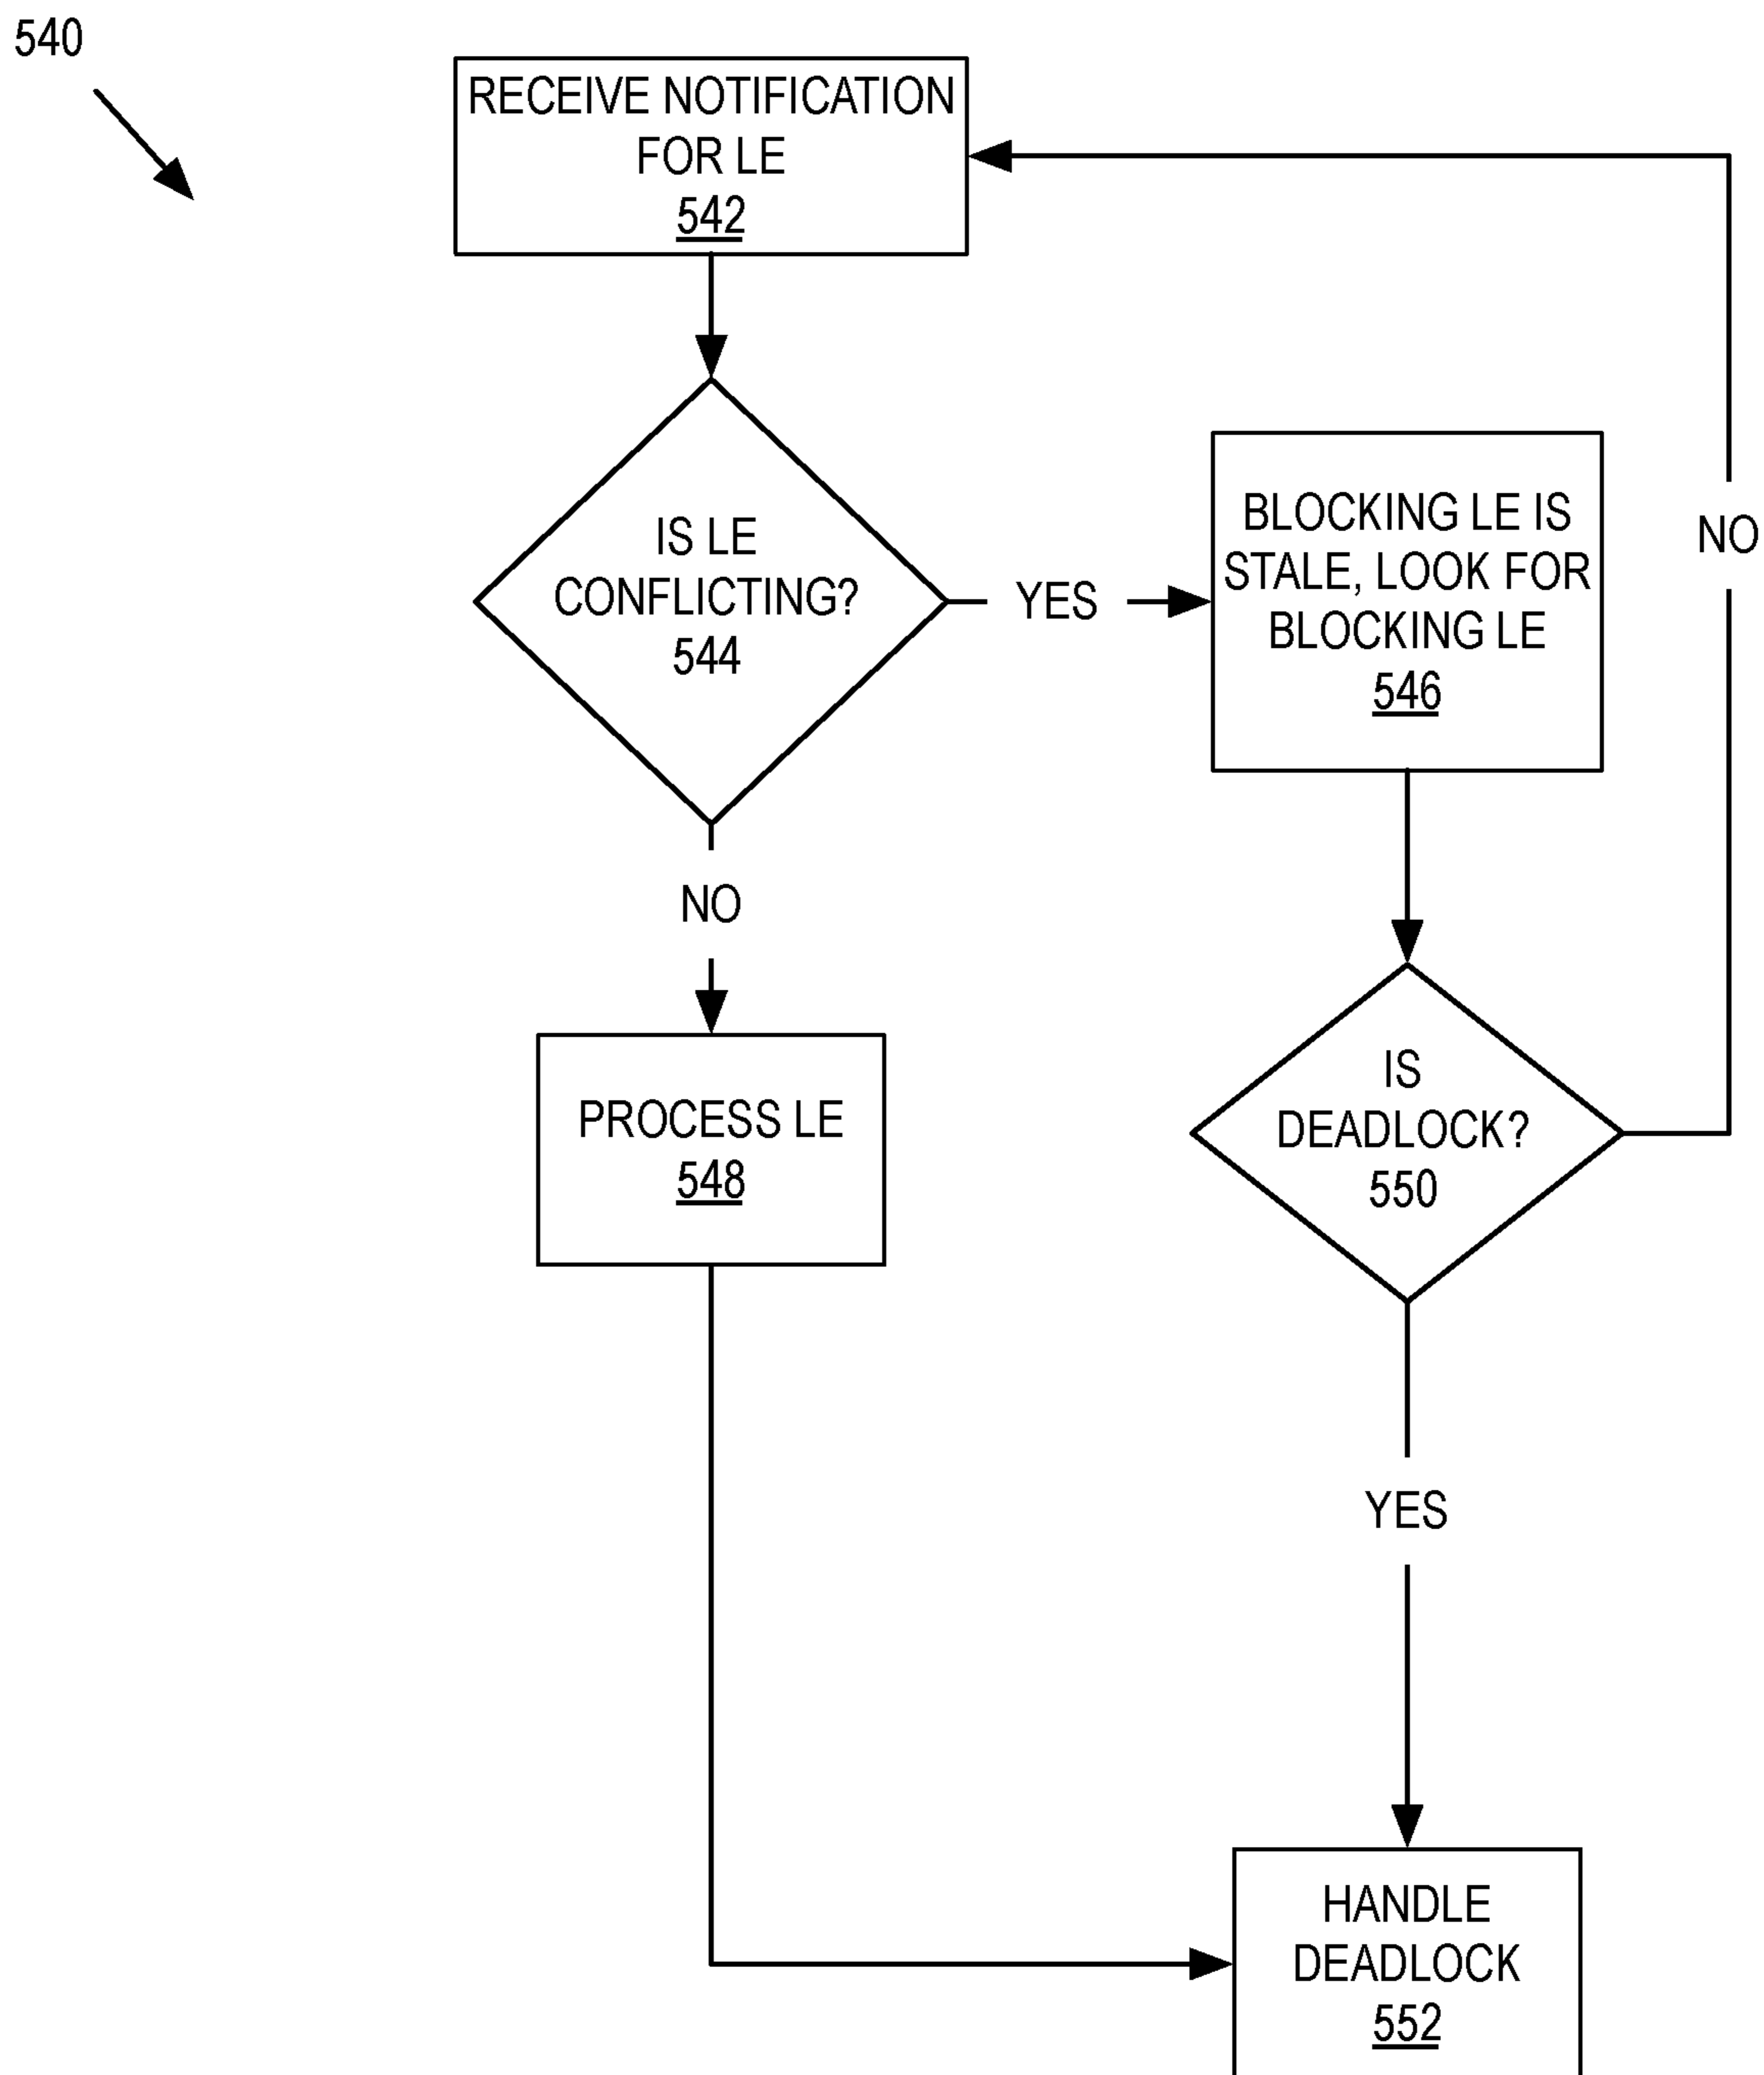 540
RECEIVE NOTIFICATION
FOR LE
542
IS LE
CONFLICTING?
544
YES
BLOCKING LE IS
STALE, LOOK FOR
BLOCKING LE
546
NO
NO
PROCESS LE
548
IS
DEADLOCK?
550
YES
HANDLE
DEADLOCK
552